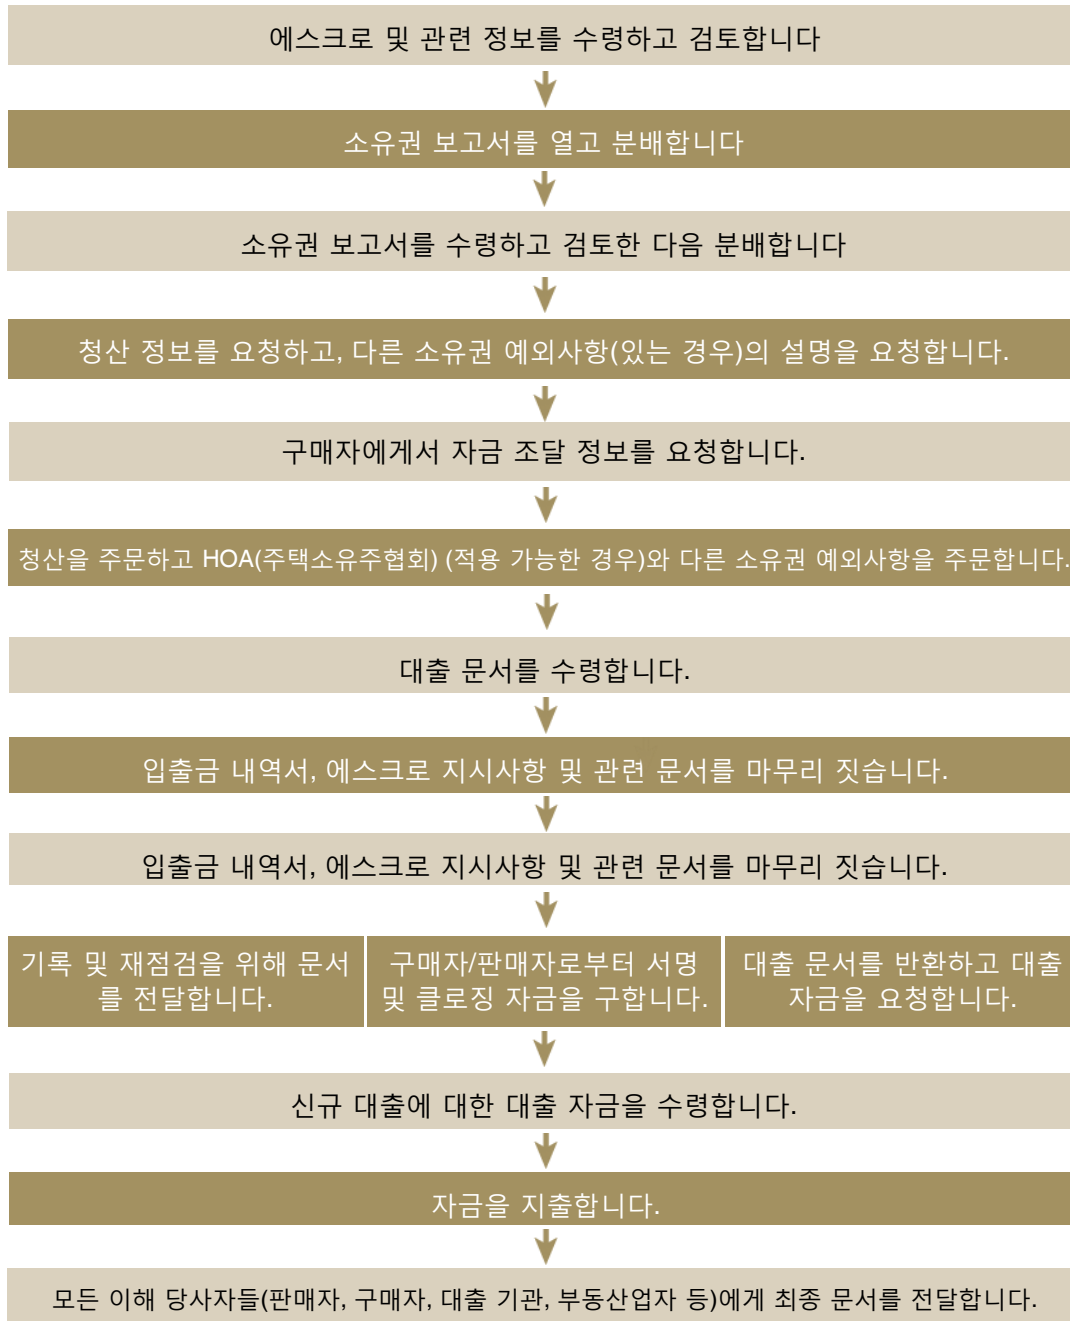 에스크로 및 관련 정보를 수령하고 검토합니다
소유권 보고서를 열고 분배합니다
소유권 보고서를 수령하고 검토한 다음 분배합니다
청산 정보를 요청하고, 다른 소유권 예외사항(있는 경우)의 설명을 요청합니다.
구매자에게서 자금 조달 정보를 요청합니다.
청산을 주문하고 HOA(주택소유주협회) (적용 가능한 경우)와 다른 소유권 예외사항을 주문합니다.
대출 문서를 수령합니다.
입출금 내역서, 에스크로 지시사항 및 관련 문서를 마무리 짓습니다.
입출금 내역서, 에스크로 지시사항 및 관련 문서를 마무리 짓습니다.
기록 및 재점검을 위해 문서
를 전달합니다.
구매자/판매자로부터 서명
및 클로징 자금을 구합니다.
대출 문서를 반환하고 대출
자금을 요청합니다.
신규 대출에 대한 대출 자금을 수령합니다.
자금을 지출합니다.
모든 이해 당사자들(판매자, 구매자, 대출 기관, 부동산업자 등)에게 최종 문서를 전달합니다.